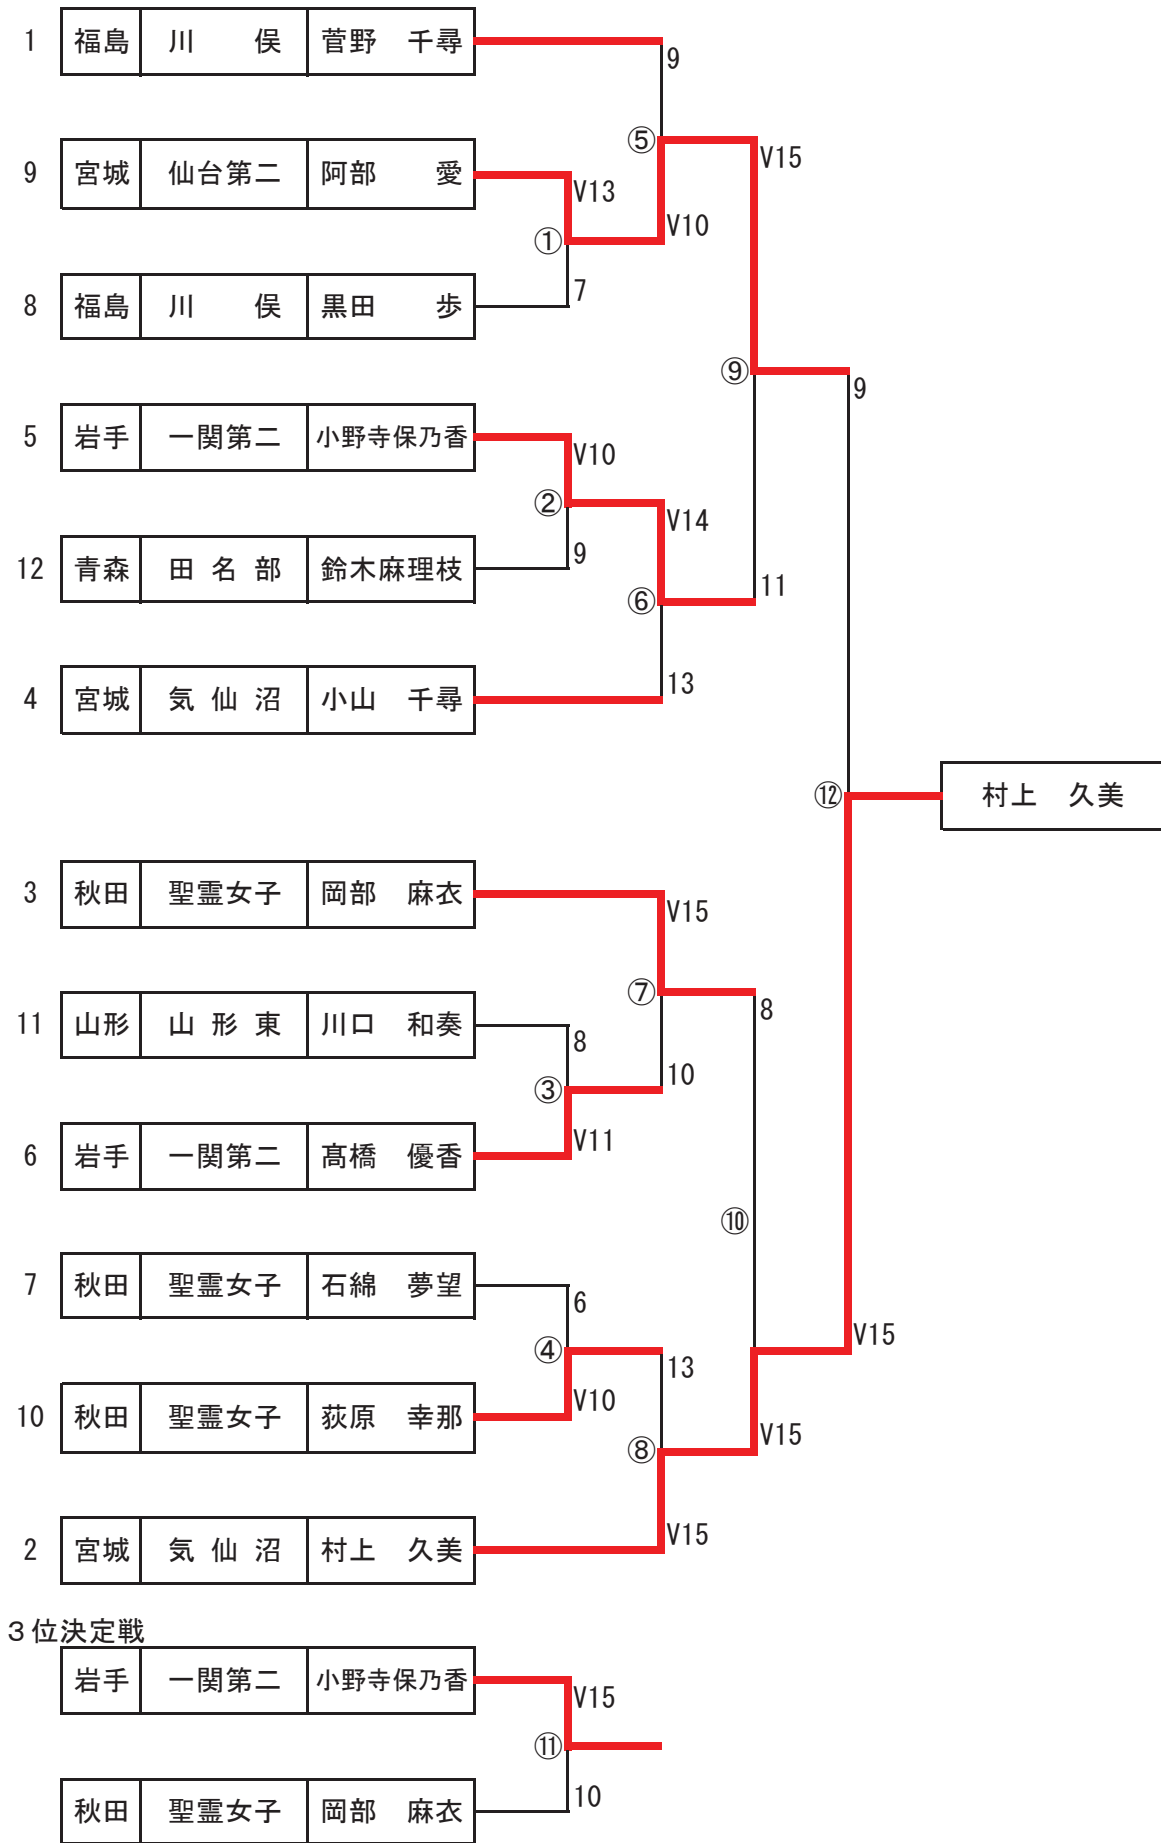 1 福島 川　俣 菅野　千尋
9
⑤
V15
9 宮城 仙台第二 阿部　愛
V13
①
V10
8 福島 川　俣 黒田　歩
7
⑨
9
5 岩手 一関第二 小野寺保乃香
V10
②
V14
12 青森 田名部 鈴木麻理枝
9
⑥
11
4 宮城 気仙沼 小山　千尋
13
⑫
村上　久美
3 秋田 聖霊女子 岡部　麻衣
V15
⑦
8
11 山形 山形東 川口　和奏
8
③
10
6 岩手 一関第二 髙橋　優香
V11
⑩
7 秋田 聖霊女子 石綿　夢望
6
④
13
V15
10 秋田 聖霊女子 荻原　幸那
V10
⑧
V15
2 宮城 気仙沼 村上　久美
V15
３位決定戦
岩手 一関第二 小野寺保乃香
V15
⑪
秋田 聖霊女子 岡部　麻衣
10